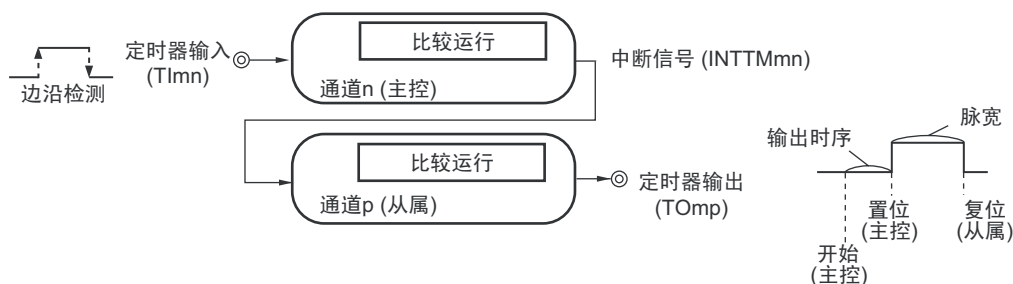 边沿检测
定时器输入
(TImn)
比较运行
通道n (主控)
中断信号 (INTTMmn)
比较运行
通道p (从属)
定时器输出
(TOmp)
输出时序
脉宽
开始
(主控)
置位
(主控)
复位
(从属)